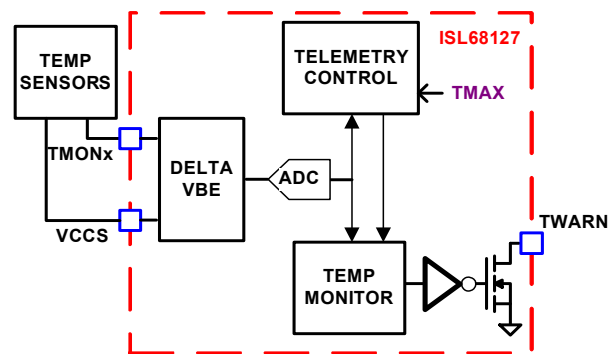 ISL68127
TEMP
SENSORS
TELEMETRY
CONTROL
TMAX
TMONx
DELTA
VBE
ADC
VCCS
TWARN
TEMP
MONITOR